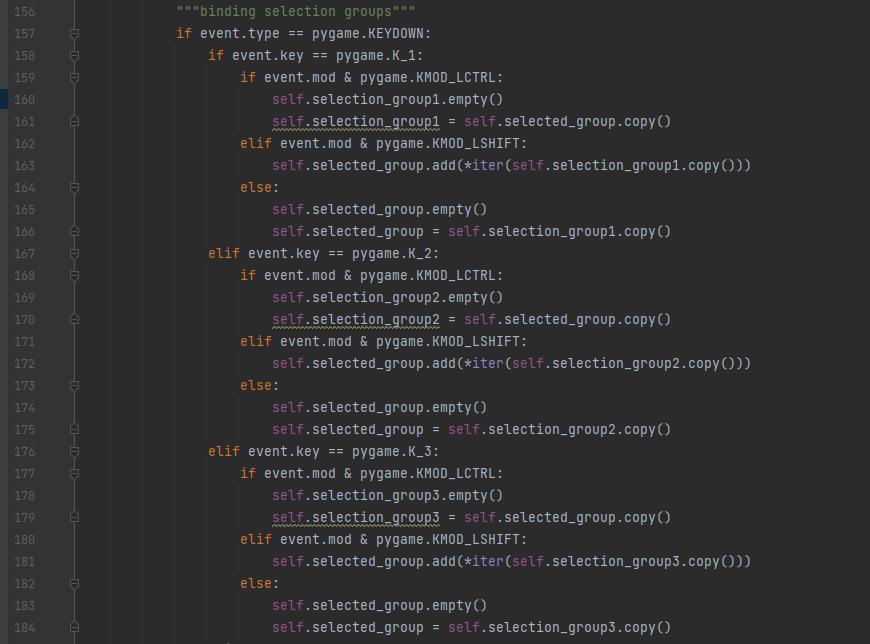 156 """binding selection groups"""
157 if event.type == pygame.KEYDOWN:
158 if event.key == pygame.K_1:
159 if event.mod & pygame.KMOD_LCTRL:
160 self.selection_group1.empty()
161 self.selection_group1 = self.selected_group.copy()
162 elif event.mod & pygame.KMOD_LSHIFT:
163 self.selected_group.add(*iter(self.selection_group1.copy()))
164 else:
165 self.selected_group.empty()
166 self.selected_group = self.selection_group1.copy()
167 elif event.key == pygame.K_2:
168 if event.mod & pygame.KMOD_LCTRL:
169 self.selection_group2.empty()
170 self.selection_group2 = self.selected_group.copy()
171 elif event.mod & pygame.KMOD_LSHIFT:
172 self.selected_group.add(*iter(self.selection_group2.copy()))
173 else:
174 self.selected_group.empty()
175 self.selected_group = self.selection_group2.copy()
176 elif event.key == pygame.K_3:
177 if event.mod & pygame.KMOD_LCTRL:
178 self.selection_group3.empty()
179 self.selection_group3 = self.selected_group.copy()
180 elif event.mod & pygame.KMOD_LSHIFT:
181 self.selected_group.add(*iter(self.selection_group3.copy()))
182 else:
183 self.selected_group.empty()
184 self.selected_group = self.selection_group3.copy()